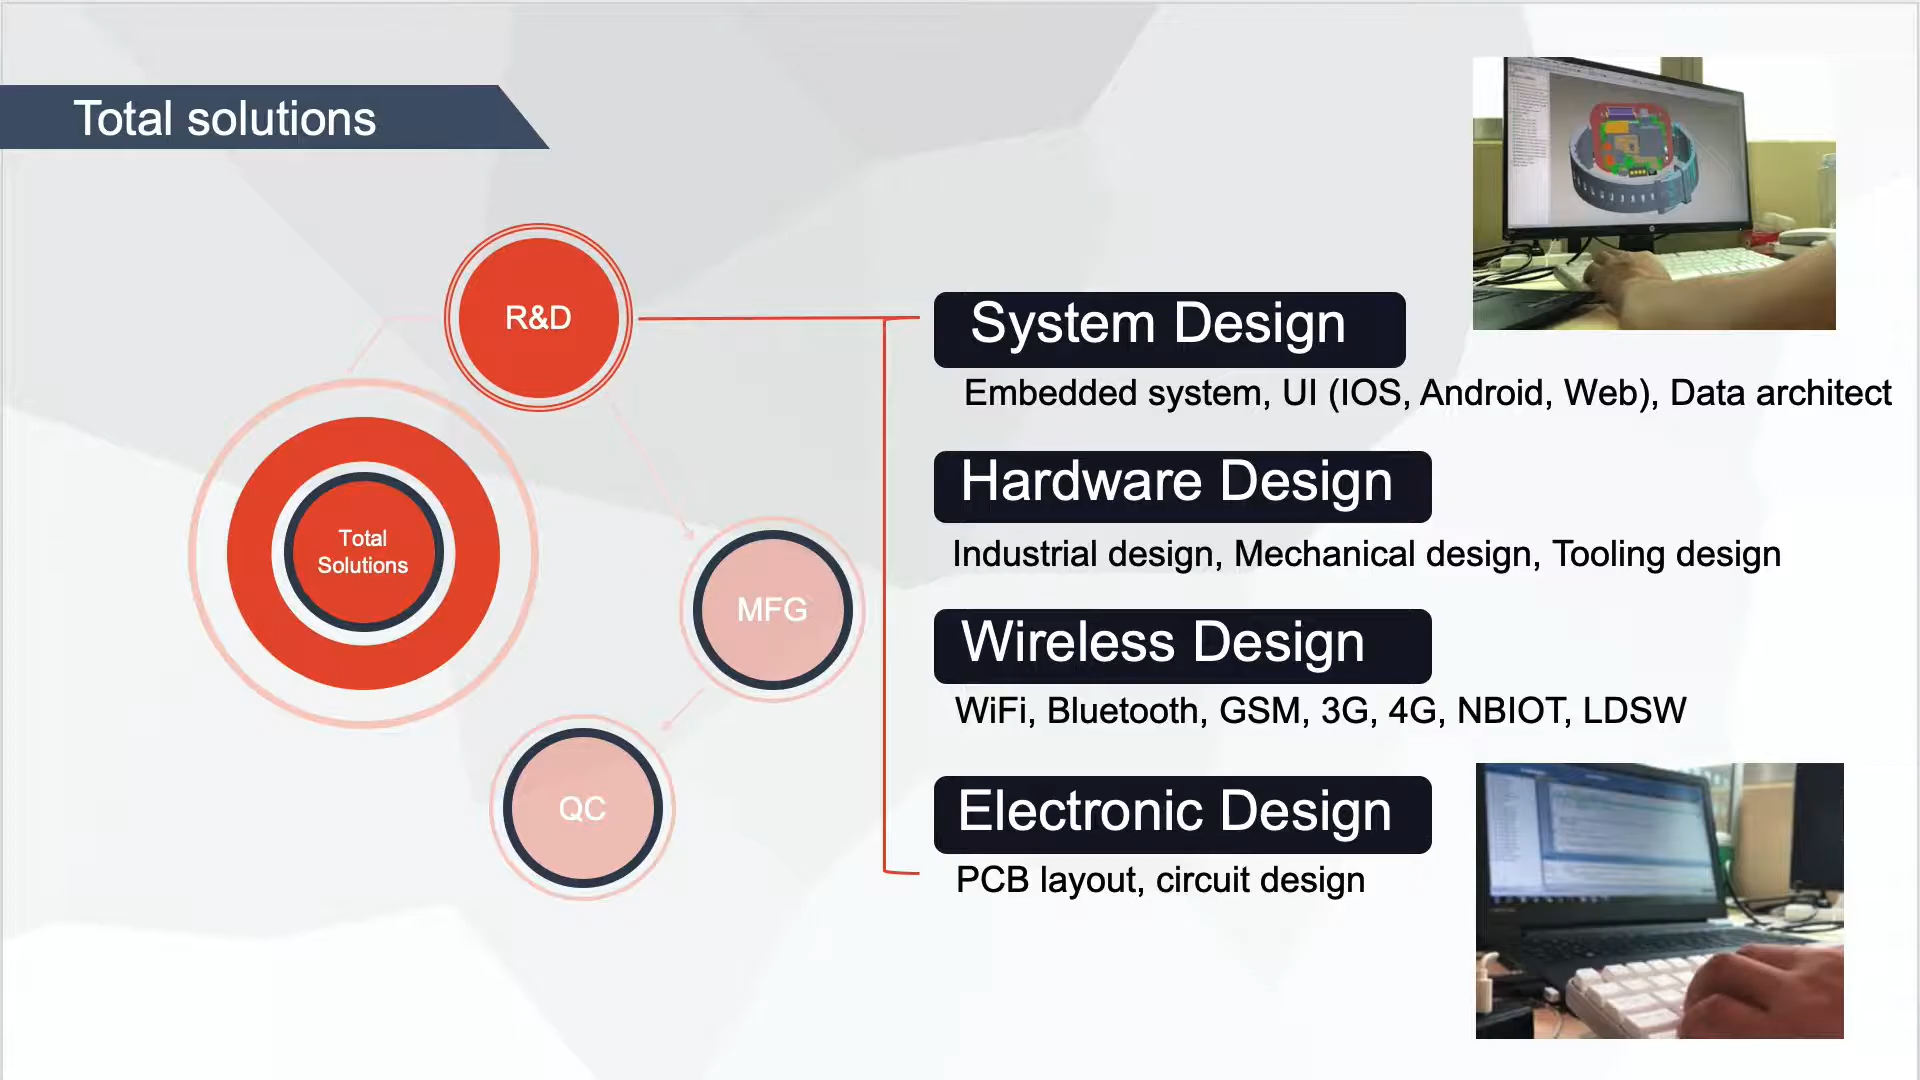 Total solutions
R&D
Total
Solutions
MFG
QC
System Design
Embedded system, UI (IOS, Android, Web), Data architect
Hardware Design
Industrial design, Mechanical design, Tooling design
Wireless Design
WiFi, Bluetooth, GSM, 3G, 4G, NBIOT, LDSW
Electronic Design
PCB layout, circuit design